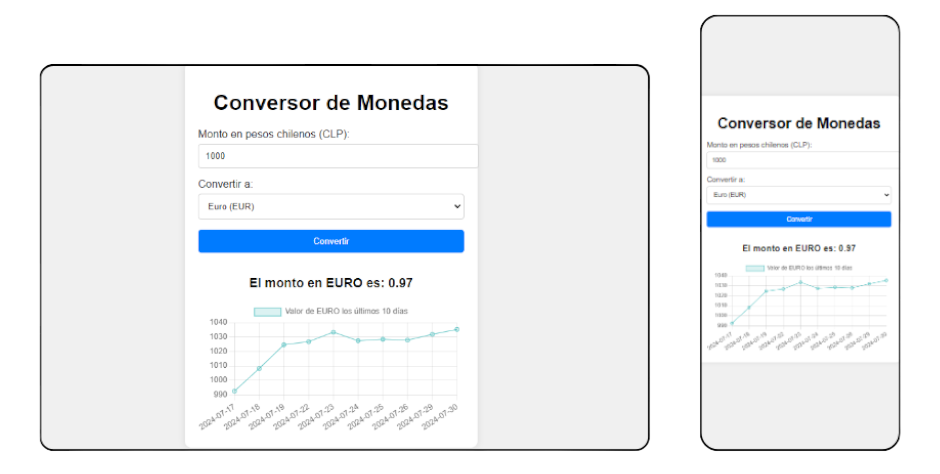 Conversor de Monedas
Monto en pesos chilenos (CLP):
1000
Convertir a:
Euro (EUR)
Convertir
El monto en EURO es: 0.97
Valor de EURO los últimos 10 días
1040
1030
1020
1010
1000
990
2024-07-17
2024-07-18
2024-07-19
2024-07-22
2024-07-23
2024-07-24
2024-07-25
2024-07-26
2024-07-29
2024-07-30
Conversor de Monedas
Monto en pesos chilenos (CLP):
1000
Convertir a:
Euro (EUR)
Convertir
El monto en EURO es: 0.97
Valor de EURO los últimos 10 días
1040
1030
1020
1010
1000
990
2024-07-17
2024-07-18
2024-07-19
2024-07-22
2024-07-23
2024-07-24
2024-07-25
2024-07-26
2024-07-29
2024-07-30